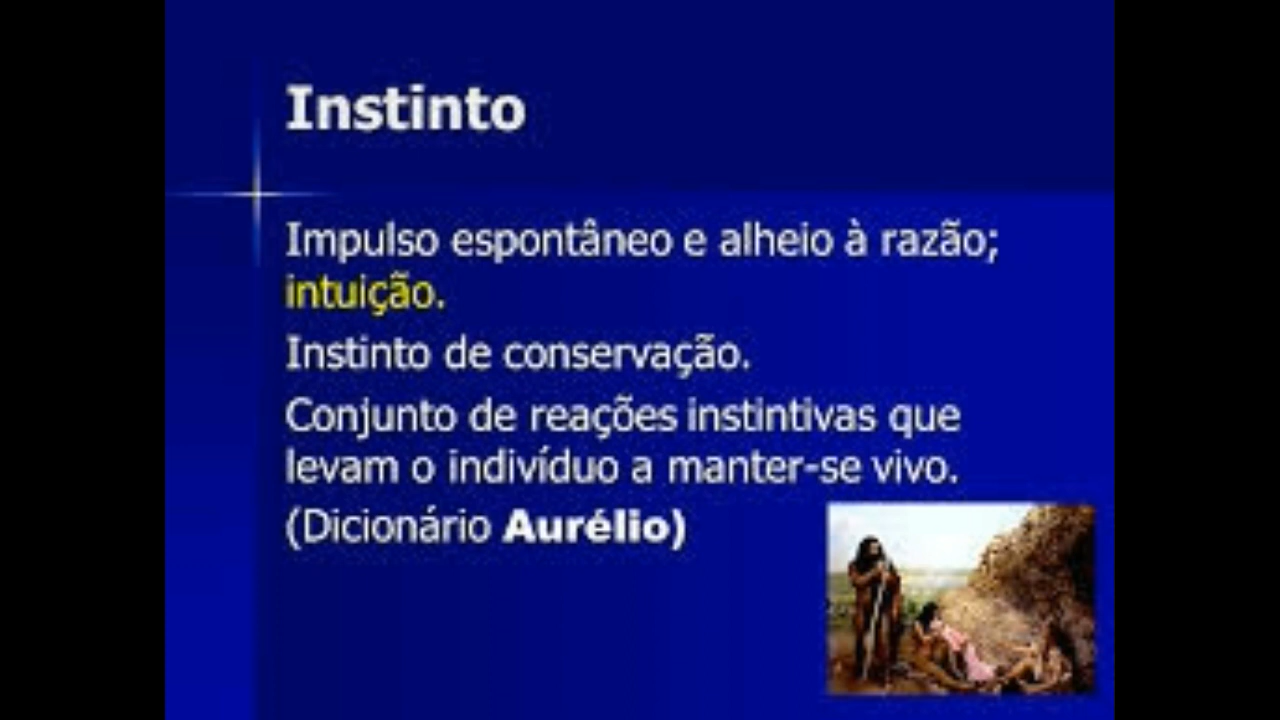 Instinto
Impulso espontâneo e alheio à razão;
intuição.
Instinto de conservação.
Conjunto de reações instintivas que
levam o indivíduo a manter-se vivo.
(Dicionário Aurélio)